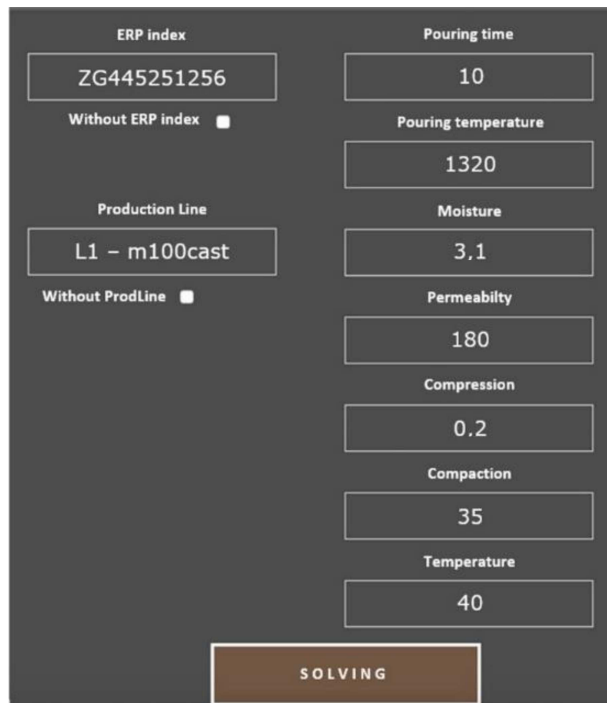 ERP index
ZG445251256
Without ERP index
Production Line
L1 – m100cast
Without ProdLine
Pouring time
10
Pouring temperature
1320
Moisture
3,1
Permeabilty
180
Compression
0.2
Compaction
35
Temperature
40
SOLVING